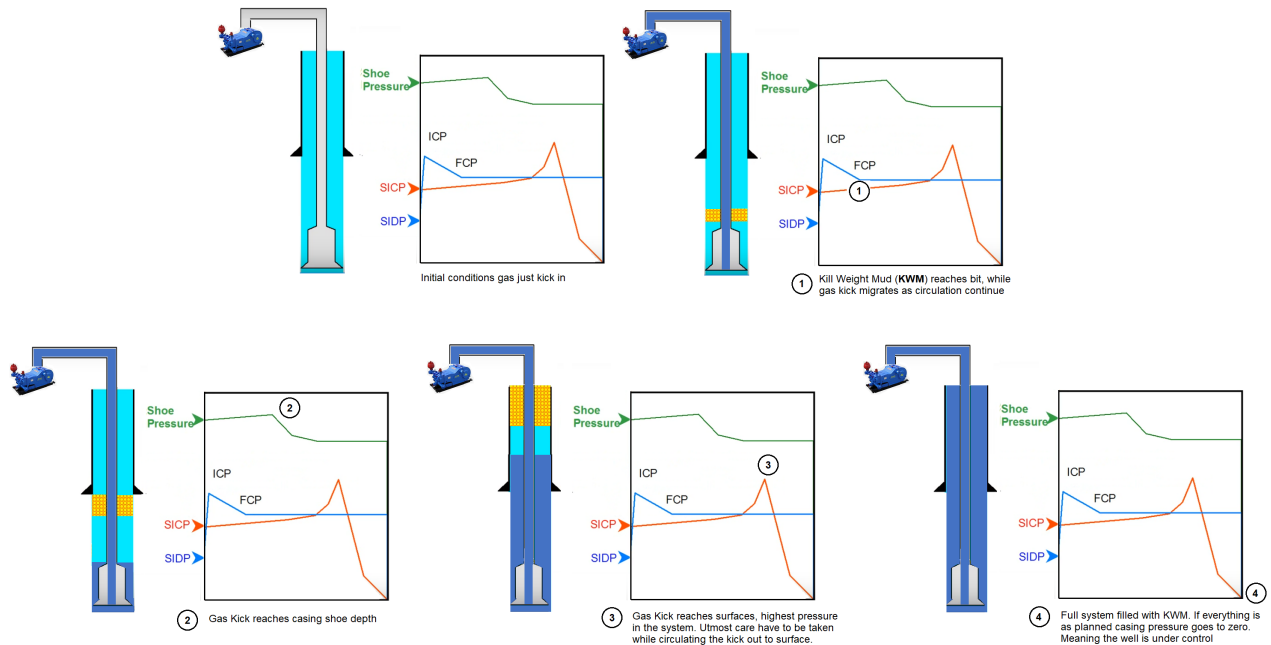 Shoe
Pressure
ICP
FCP
SICP
SIDP
Initial conditions gas just kick in
Shoe
Pressure
ICP
FCP
SICP
1
SIDP
1
Kill Weight Mud (KWM) reaches bit, while
gas kick migrates as circulation continue
Shoe
Pressure
2
ICP
FCP
SICP
SIDP
2
Gas Kick reaches casing shoe depth
Shoe
Pressure
3
ICP
FCP
SICP
SIDP
3
Gas Kick reaches surfaces, highest pressure
in the system. Utmost care have to be taken
while circulating the kick out to surface.
Shoe
Pressure
ICP
FCP
SICP
SIDP
4
4
Full system filled with KWM. If everything is
as planned casing pressure goes to zero.
Meaning the well is under control